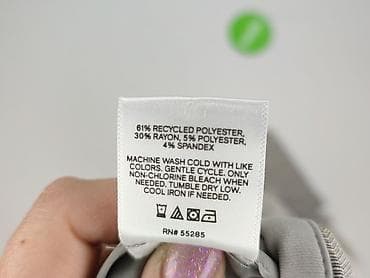 61% RECYCLED POLYESTER,
30% RAYON, 5% POLYESTER,
4% SPANDEX
MACHINE WASH COLD WITH LIKE
COLORS. GENTLE CYCLE. ONLY
NON-CHLORINE BLEACH WHEN
NEEDED. TUMBLE DRY LOW.
COOL IRON IF NEEDED.
RN# 55285